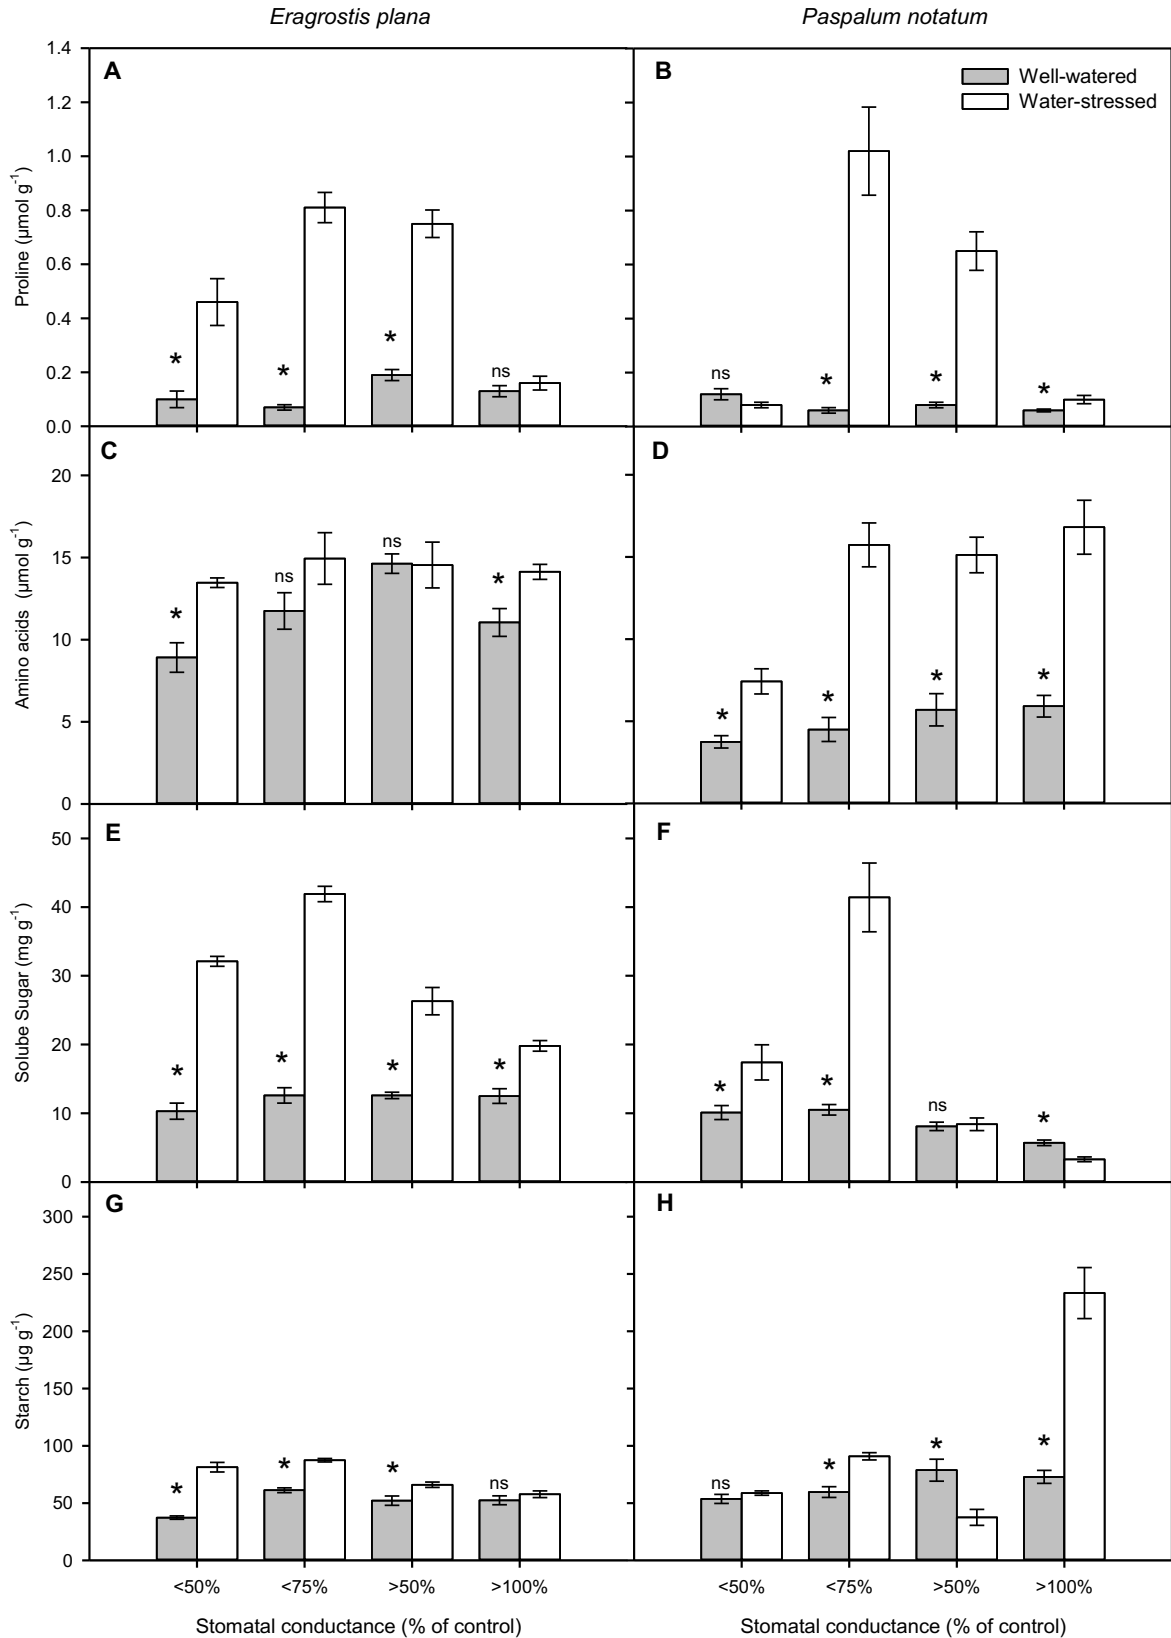 Eragrostis plana
Paspalum notatum
A
B
Well-watered
Water-stressed
Proline (µmol g-1)
1.4
1.2
1.0
0.8
0.6
0.4
0.2
0.0
* * * ns
ns * * *
C
D
Amino acids (µmol g-1)
20
15
10
5
0
* ns ns *
* * * *
E
F
Solube Sugar (mg g-1)
50
40
30
20
10
0
* * * *
* * ns *
G
H
Starch (µg g-1)
300
250
200
150
100
50
0
* * * ns
ns * * *
<50% <75% >50% >100%
<50% <75% >50% >100%
Stomatal conductance (% of control)
Stomatal conductance (% of control)